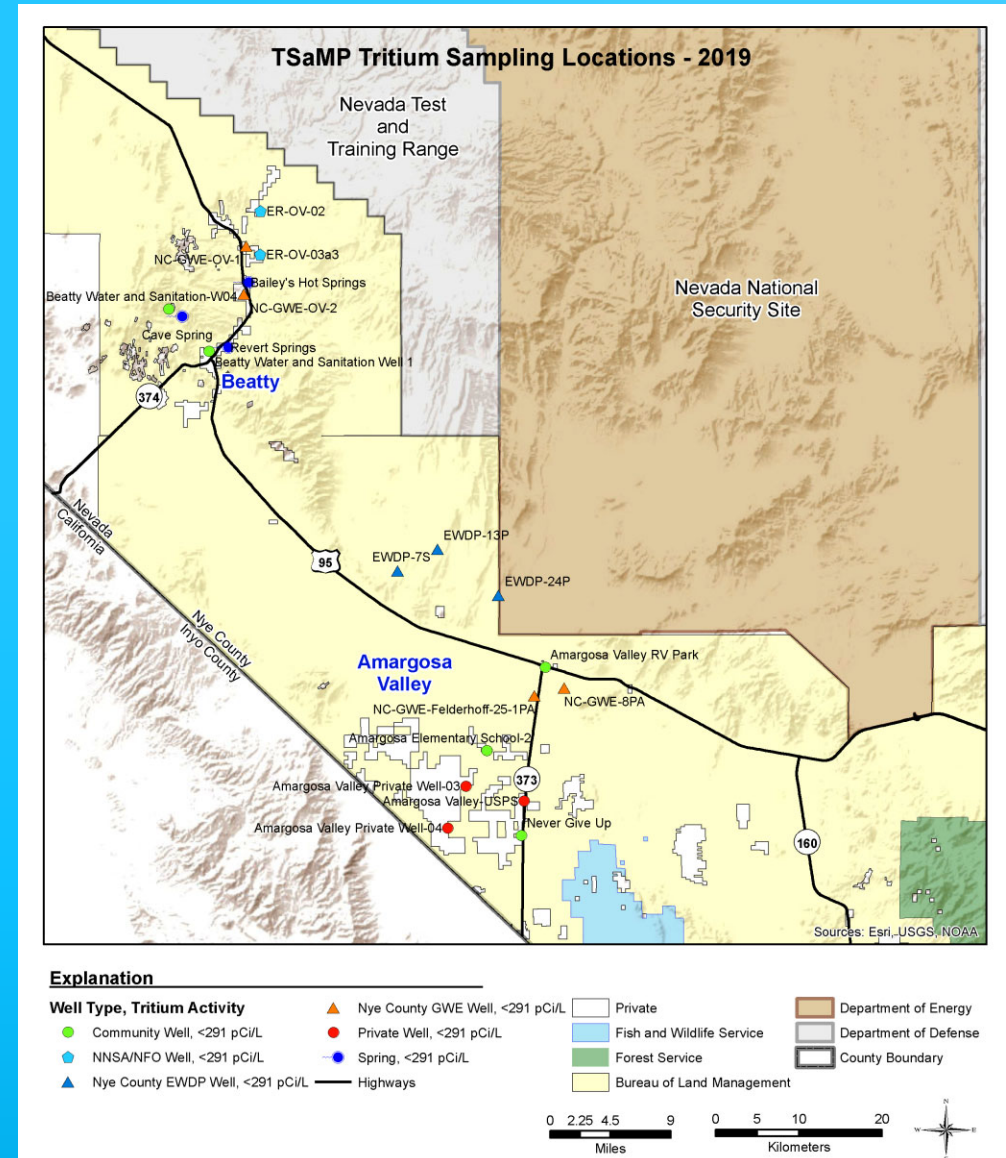 TSaMP Tritium Sampling Locations - 2019
Nevada Test
and
Training Range
ER-OV-02
NC-GWE-OV-1
ER-OV-03a3
Bailey's Hot Springs
Beatty Water and Sanitation-W04
NC-GWE-OV-2
Cave Spring
Revert Springs
Beatty Water and Sanitation Well 1
Beatty
374
Nevada National
Security Site
Nevada
California
EWDP-13P
EWDP-7S
95
EWDP-24P
Nye County
Inyo County
Amargosa
Valley
Amargosa Valley RV Park
NC-GWE-8PA
NC-GWE-Felderhoff-25-1PA
Amargosa Elementary School-2
373
Amargosa Valley Private Well-03
Amargosa Valley-USPS
Amargosa Valley Private Well-04
Never Give Up
160
Sources: Esri, USGS, NOAA
Explanation
Well Type, Tritium Activity
Community Well, <291 pCi/L
NNSA/NFO Well, <291 pCi/L
Nye County EWDP Well, <291 pCi/L
Nye County GWE Well, <291 pCi/L
Private Well, <291 pCi/L
Spring, <291 pCi/L
Highways
Private
Fish and Wildlife Service
Forest Service
Bureau of Land Management
Department of Energy
Department of Defense
County Boundary
0 2.25 4.5 9
Miles
0 5 10 20
Kilometers
N
W E
S